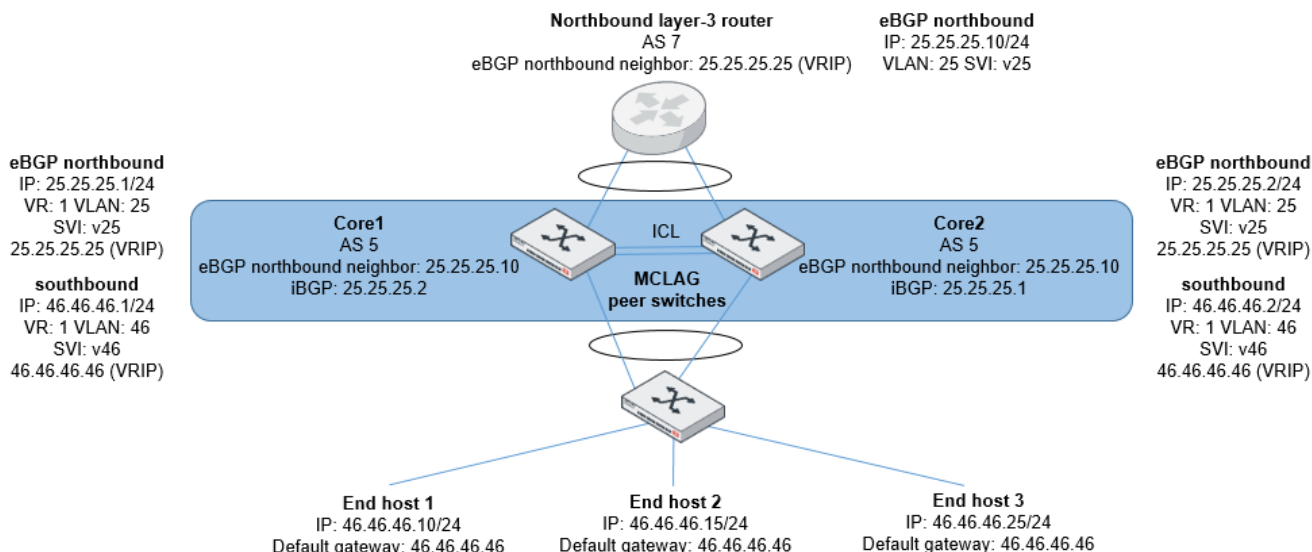 Northbound layer-3 router
AS 7
eBGP northbound neighbor: 25.25.25.25 (VRIP)
eBGP northbound
IP: 25.25.25.10/24
VLAN: 25 SVI: v25
eBGP northbound
IP: 25.25.25.1/24
VR: 1 VLAN: 25
SVI: v25
25.25.25.25 (VRIP)
southbound
IP: 46.46.46.1/24
VR: 1 VLAN: 46
SVI: v46
46.46.46.46 (VRIP)
Core1
AS 5
eBGP northbound neighbor: 25.25.25.10
iBGP: 25.25.25.2
ICL
MCLAG
peer switches
Core2
AS 5
eBGP northbound neighbor: 25.25.25.10
iBGP: 25.25.25.1
eBGP northbound
IP: 25.25.25.2/24
VR: 1 VLAN: 25
SVI: v25
25.25.25.25 (VRIP)
southbound
IP: 46.46.46.2/24
VR: 1 VLAN: 46
SVI: v46
46.46.46.46 (VRIP)
End host 1
IP: 46.46.46.10/24
Default gateway: 46.46.46.46
End host 2
IP: 46.46.46.15/24
Default gateway: 46.46.46.46
End host 3
IP: 46.46.46.25/24
Default gateway: 46.46.46.46